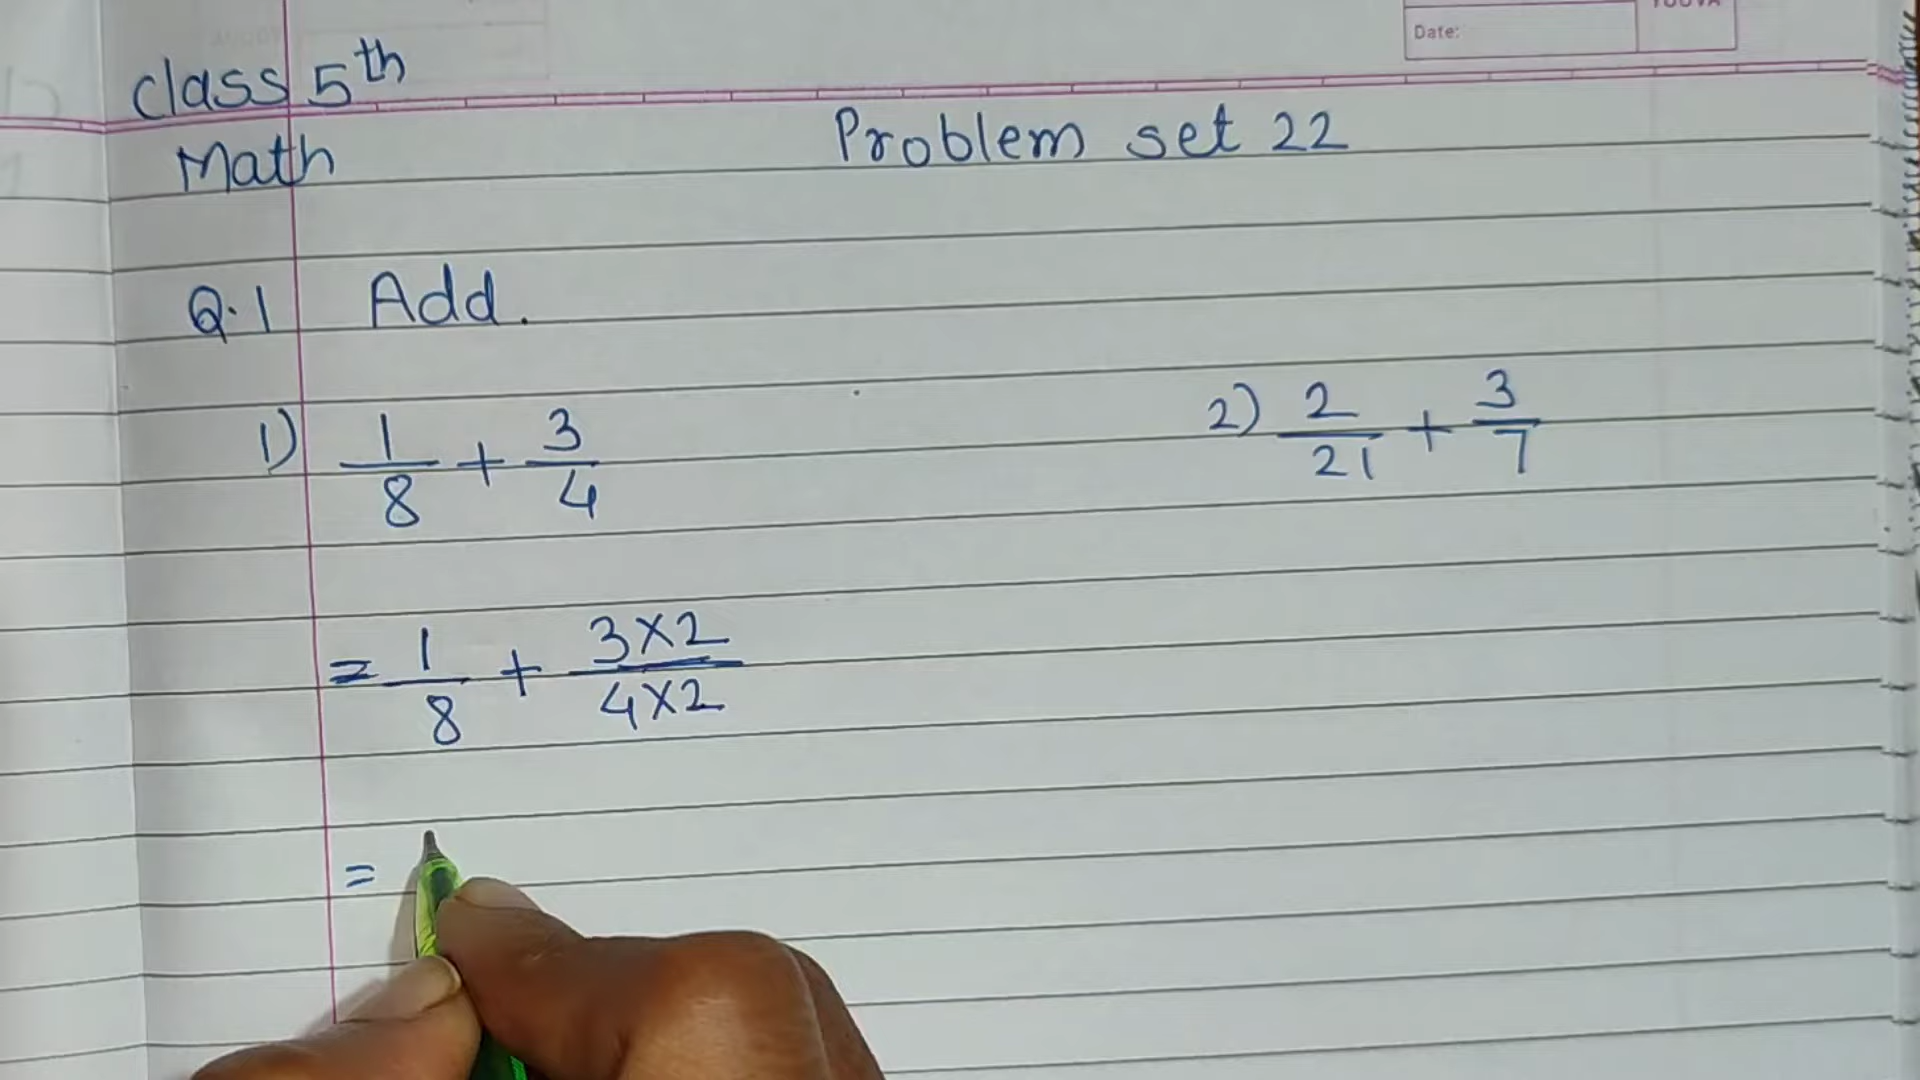 Date:
class 5th
Math
Problem set 22
Q.1 Add.
1) 1/8 + 3/4
2) 2/21 + 3/7
= 1/8 + 3×2/4×2
=